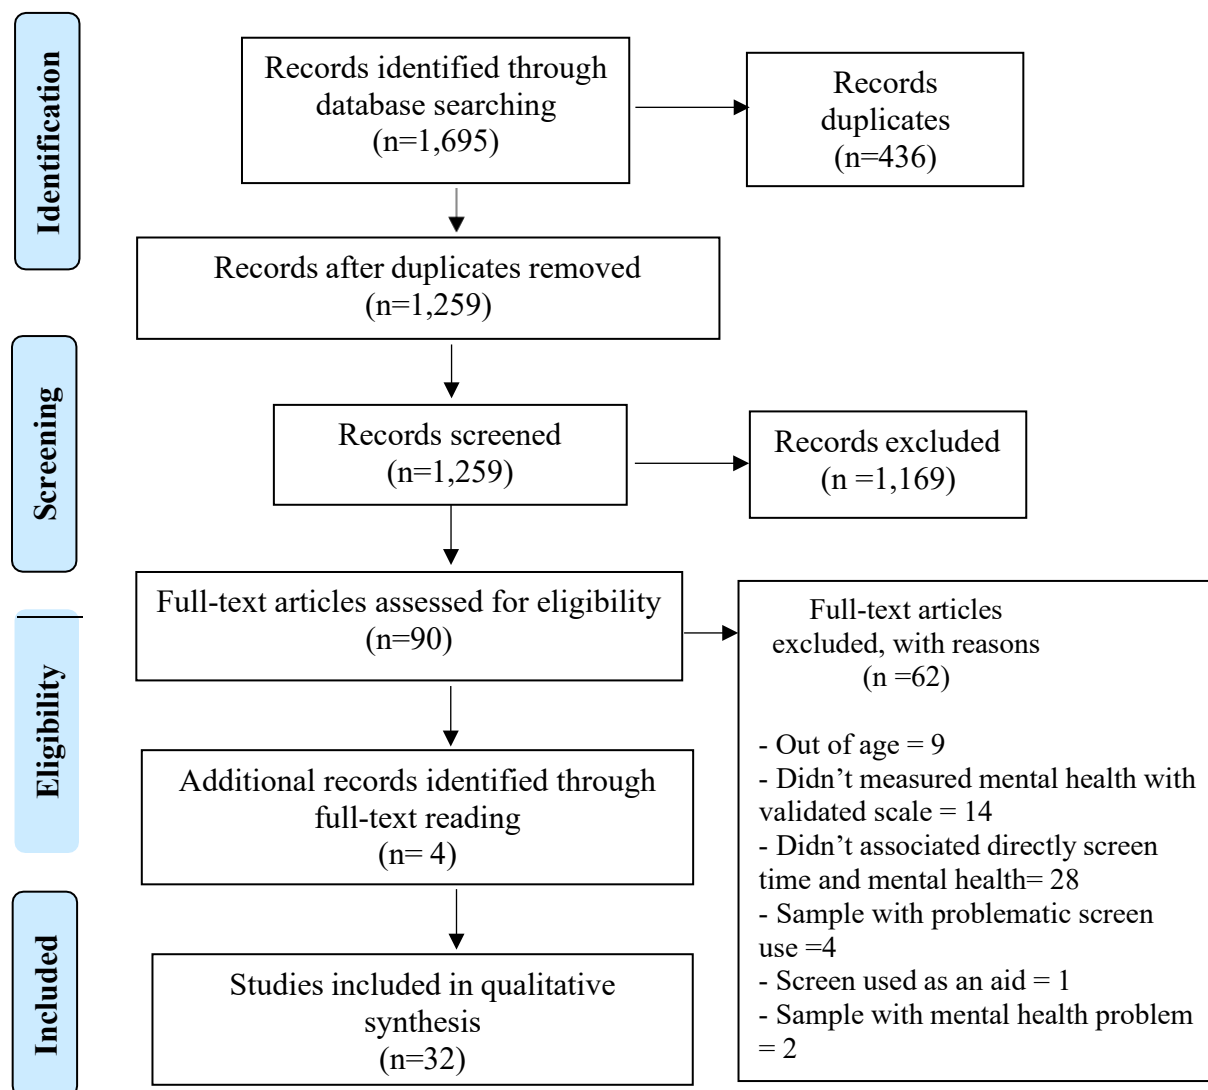 Identification
Records identified through
database searching
(n=1,695)
Records
duplicates
(n=436)
Records after duplicates removed
(n=1,259)
Screening
Records screened
(n=1,259)
Records excluded
(n =1,169)
Eligibility
Full-text articles assessed for eligibility
(n=90)
Full-text articles
excluded, with reasons
(n =62)
- Out of age = 9
- Didn’t measured mental health with
validated scale = 14
- Didn’t associated directly screen
time and mental health= 28
- Sample with problematic screen
use =4
- Screen used as an aid = 1
- Sample with mental health problem
= 2
Additional records identified through
full-text reading
(n= 4)
Included
Studies included in qualitative
synthesis
(n=32)